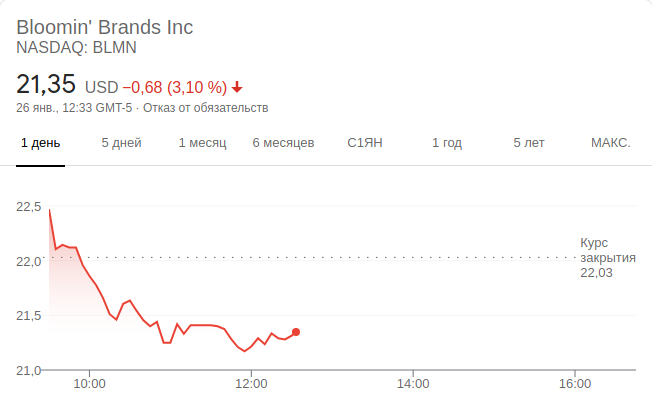 Bloomin' Brands Inc
NASDAQ: BLMN
21,35 USD −0,68 (3,10 %)
26 янв., 12:33 GMT-5 · Отказ от обязательств
1 день 5 дней 1 месяц 6 месяцев С1ЯН 1 год 5 лет МАКС.
22,5
22,0
21,5
21,0
Курс
закрытия
22,03
10:00 12:00 14:00 16:00